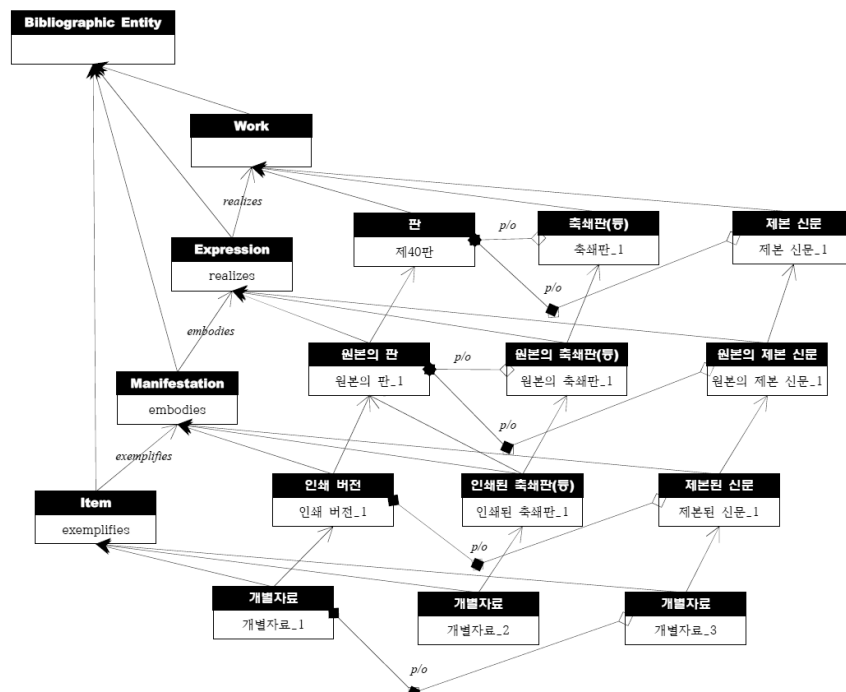 Bibliographic Entity
Work
realizes
판
제40판
p/o
축쇄판(등)
축쇄판_1
제본 신문
제본 신문_1
Expression
realizes
p/o
embodies
원본의 판
원본의 판_1
p/o
원본의 축쇄판(등)
원본의 축쇄판_1
원본의 제본 신문
원본의 제본 신문_1
Manifestation
embodies
p/o
exemplifies
인쇄 버전
인쇄 버전_1
인쇄된 축쇄판(등)
인쇄된 축쇄판_1
제본된 신문
제본된 신문_1
Item
exemplifies
p/o
개별자료
개별자료_1
개별자료
개별자료_2
개별자료
개별자료_3
p/o